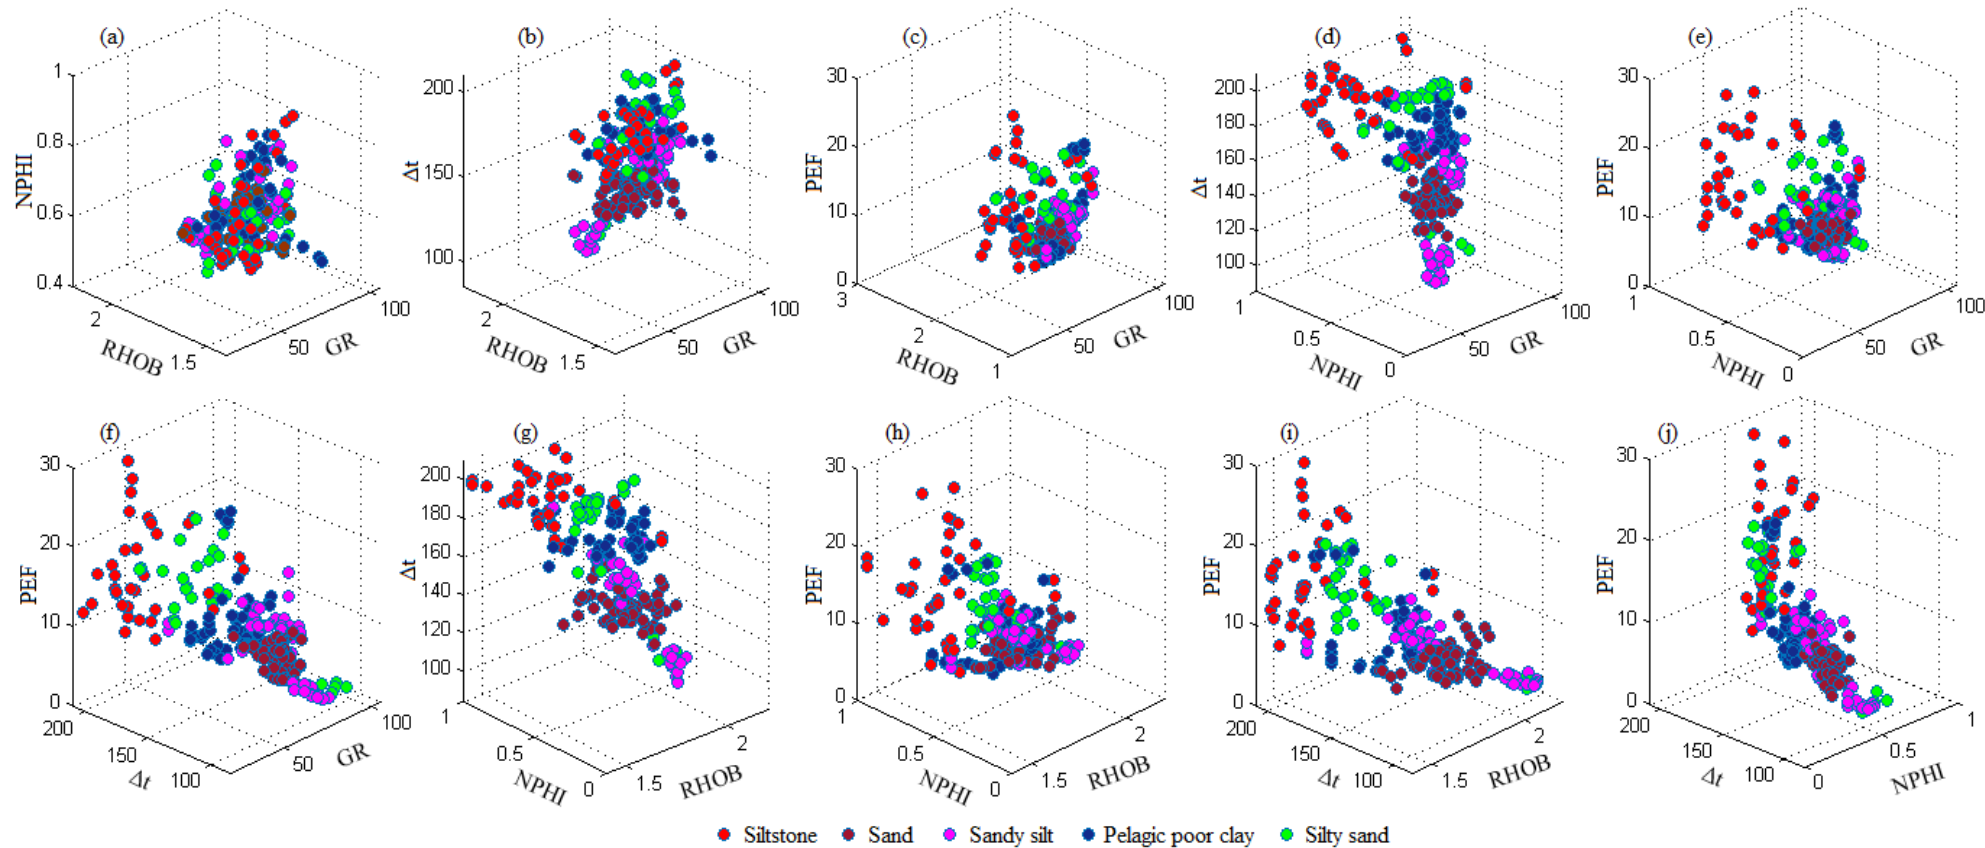 (a)
1
0.8
0.6
0.4
NPHI
2
1.5
RHOB
50
100
GR
(b)
200
150
100
Δt
2
1.5
RHOB
50
100
GR
(c)
30
20
10
0
PEF
3
2
1
RHOB
50
100
GR
(d)
200
180
160
140
120
100
Δt
1
0.5
0
NPHI
50
100
GR
(e)
30
20
10
0
PEF
1
0.5
0
NPHI
50
100
GR
(f)
30
20
10
0
PEF
200
150
100
Δt
50
100
GR
(g)
200
180
160
140
120
100
Δt
1
0.5
0
NPHI
1.5
2
RHOB
(h)
30
20
10
0
PEF
1
0.5
0
NPHI
1.5
2
RHOB
(i)
30
20
10
0
PEF
200
150
100
Δt
1.5
2
RHOB
(j)
30
20
10
0
PEF
200
150
100
Δt
0
0.5
1
NPHI
Siltstone Sand Sandy silt Pelagic poor clay Silty sand